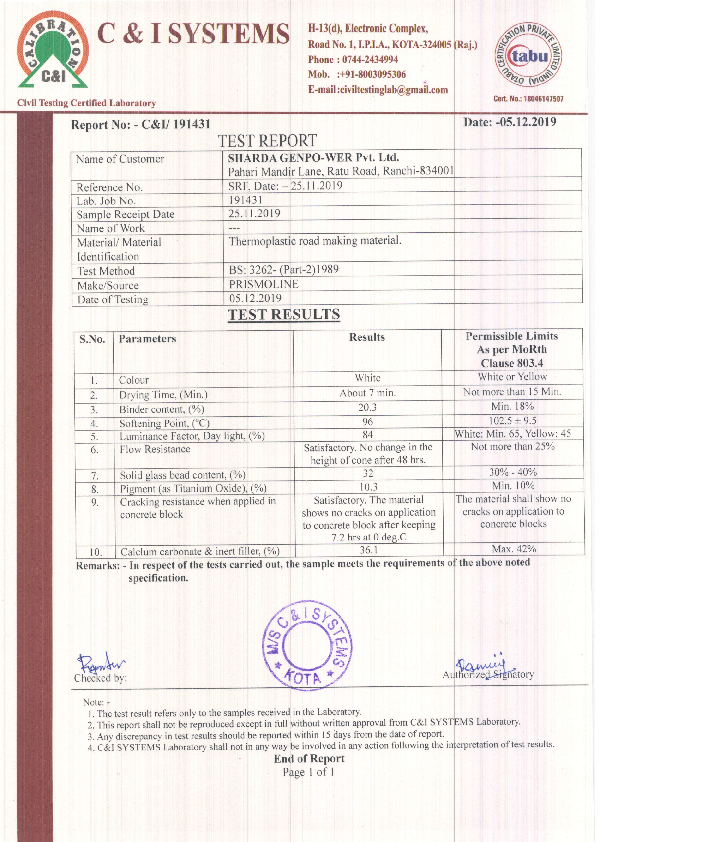 CALIBRATION
C&I
C & I SYSTEMS
H-13(d), Electronic Complex,
Road No. 1, I.P.I.A., KOTA-324005 (Raj.)
Phone : 0744-2434994
Mob. :+91-8003095306
E-mail:civiltestinglab@gmail.com
tabu
Cert. No.: 18046147507
Civil Testing Certified Laboratory
Report No: - C&I/ 191431 Date: -05.12.2019
TEST REPORT
Name of Customer SHARDA GENPO-WER Pvt. Ltd.
Pahari Mandir Lane, Ratu Road, Ranchi-834001
Reference No. SRF. Date: – 25.11.2019
Lab. Job No. 191431
Sample Receipt Date 25.11.2019
Name of Work ---
Material/ Material Thermoplastic road making material.
Identification
Test Method BS: 3262- (Part-2)1989
Make/Source PRISMOLINE
Date of Testing 05.12.2019
TEST RESULTS
S.No. Parameters Results Permissible Limits
As per MoRth
Clause 803.4
1. Colour White White or Yellow
2. Drying Time, (Min.) About 7 min. Not more than 15 Min.
3. Binder content, (%) 20.3 Min. 18%
4. Softening Point, (°C) 96 102.5 ± 9.5
5. Luminance Factor, Day light, (%) 84 White: Min. 65, Yellow: 45
6. Flow Resistance Satisfactory. No change in the Not more than 25%
height of cone after 48 hrs.
7. Solid glass bead content, (%) 32 30% - 40%
8. Pigment (as Titanium Oxide), (%) 10.3 Min. 10%
9. Cracking resistance when applied in Satisfactory. The material The material shall show no
concrete block shows no cracks on application cracks on application to
to concrete block after keeping concrete blocks
7.2 hrs at 0 deg.C
10. Calcium carbonate & inert filler, (%) 36.1 Max. 42%
Remarks: - In respect of the tests carried out, the sample meets the requirements of the above noted
specification.
M/S C & I SYSTEMS
KOTA
Checked by: Authorized Signatory
Note: -
1. The test result refers only to the samples received in the Laboratory.
2. This report shall not be reproduced except in full without written approval from C&I SYSTEMS Laboratory.
3. Any discrepancy in test results should be reported within 15 days from the date of report.
4. C&I SYSTEMS Laboratory shall not in any way be involved in any action following the interpretation of test results.
End of Report
Page 1 of 1